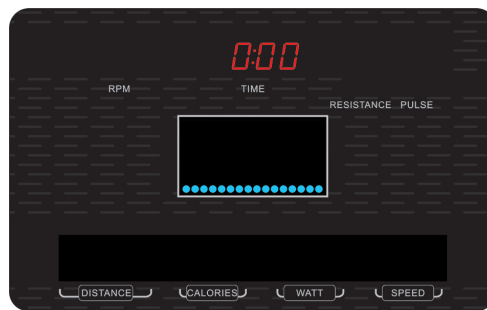 0:00
RPM TIME
RESISTANCE PULSE
DISTANCE CALORIES WATT SPEED